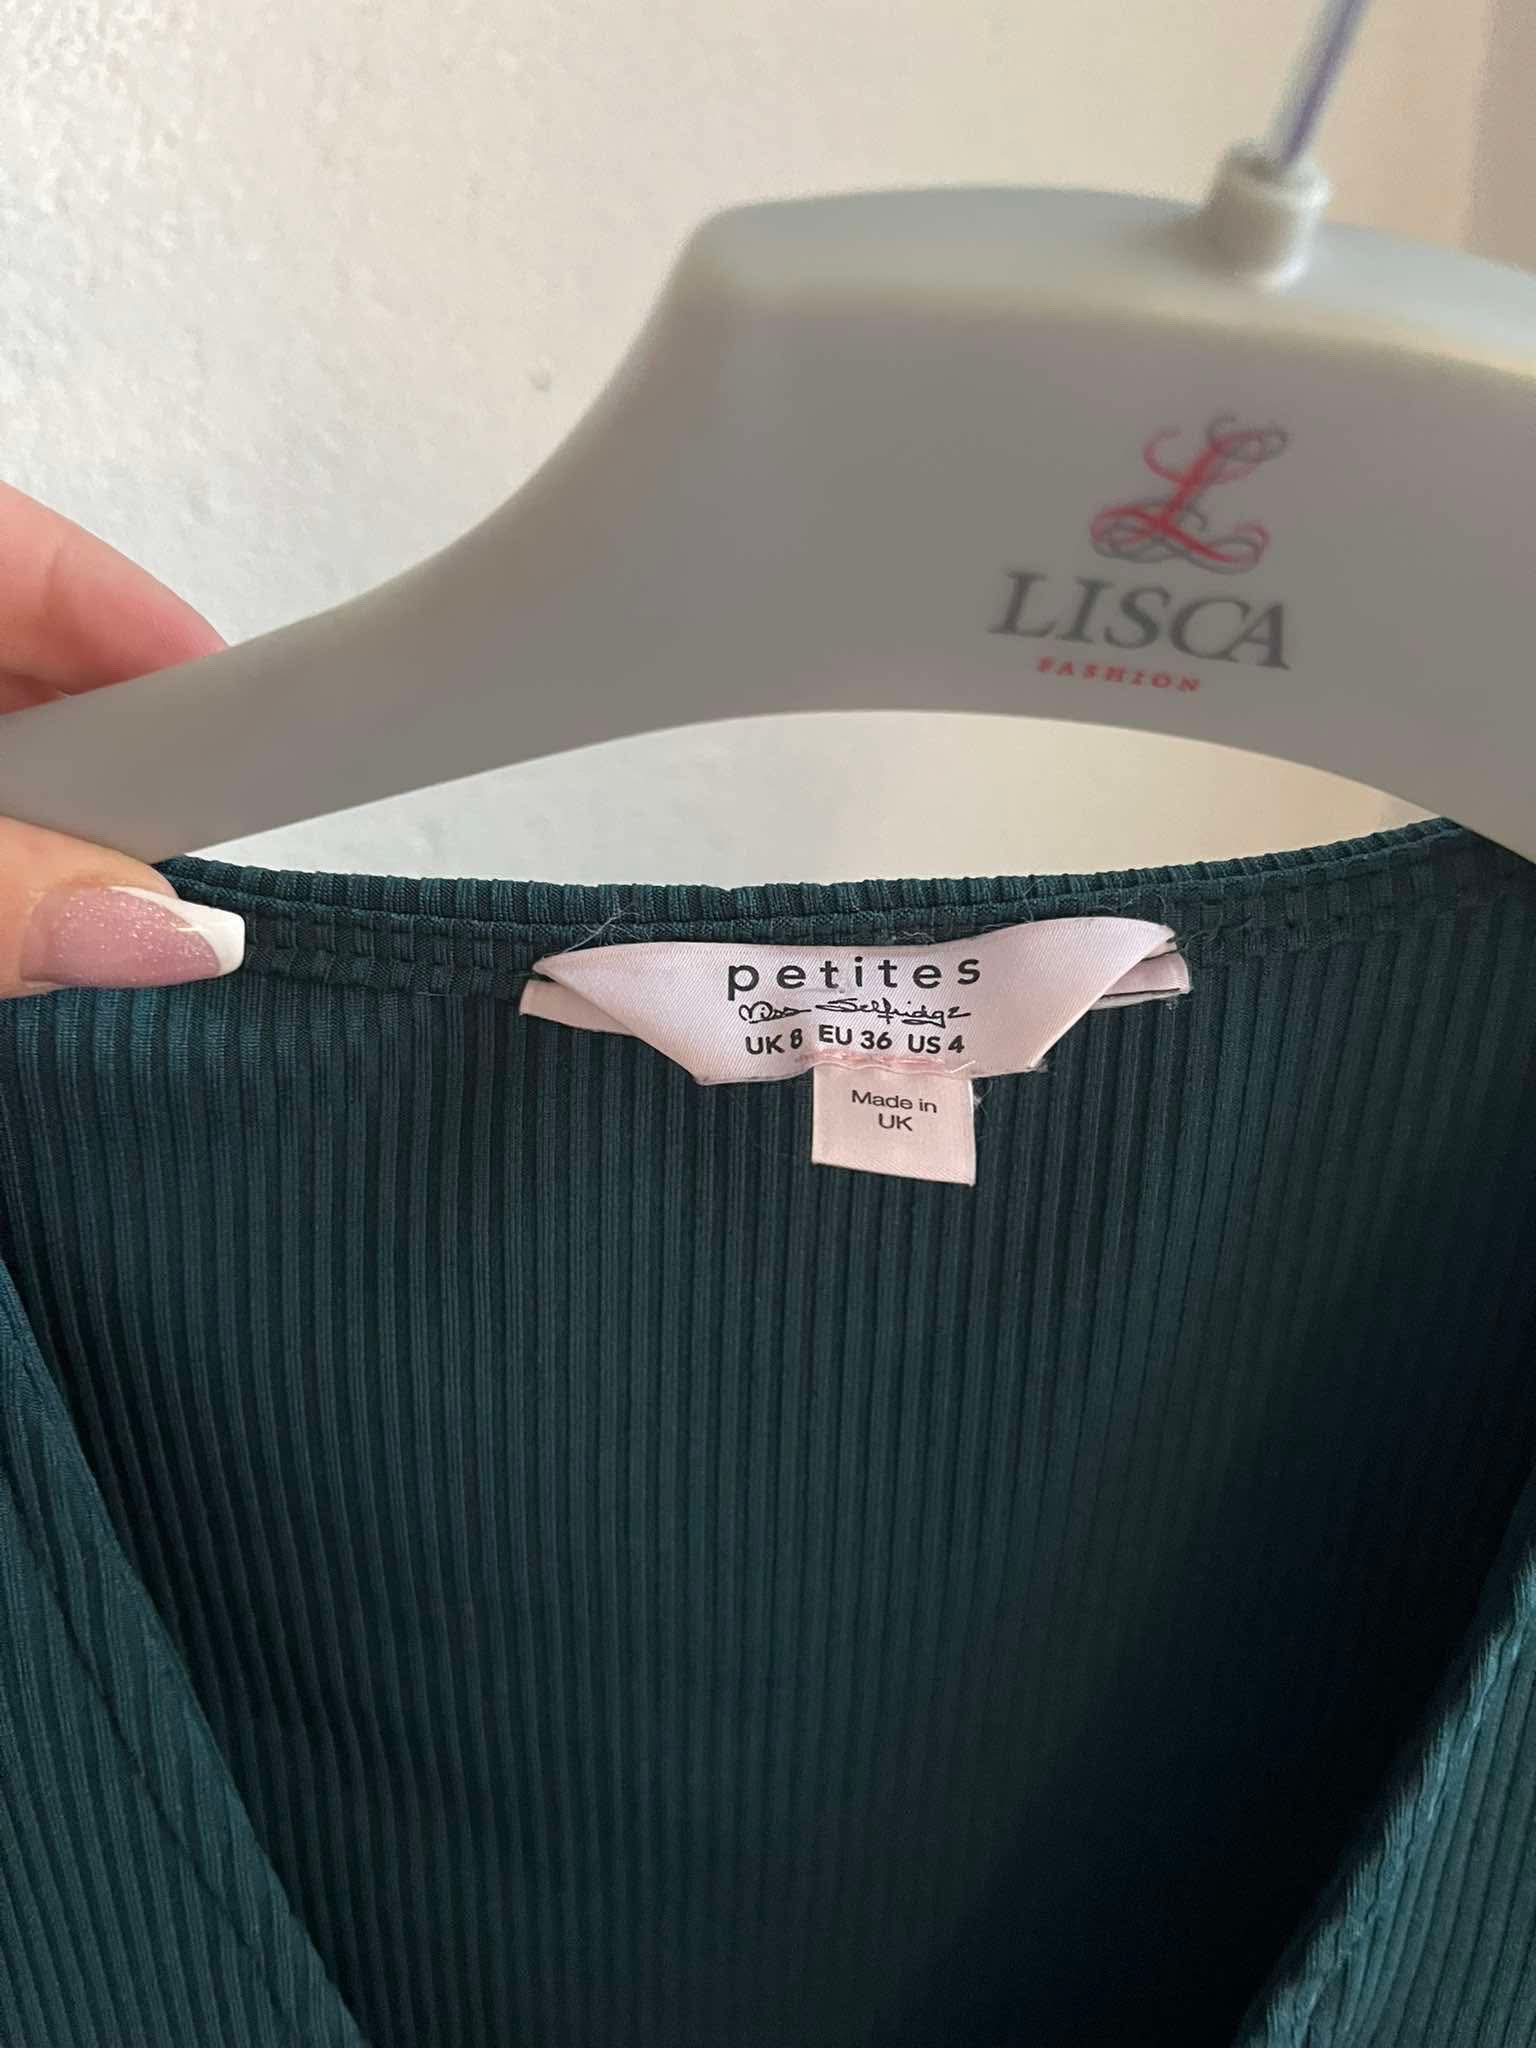 L
LISCA
FASHION
petites
Miss Selfridge
UK 8 EU 36 US 4
Made in
UK